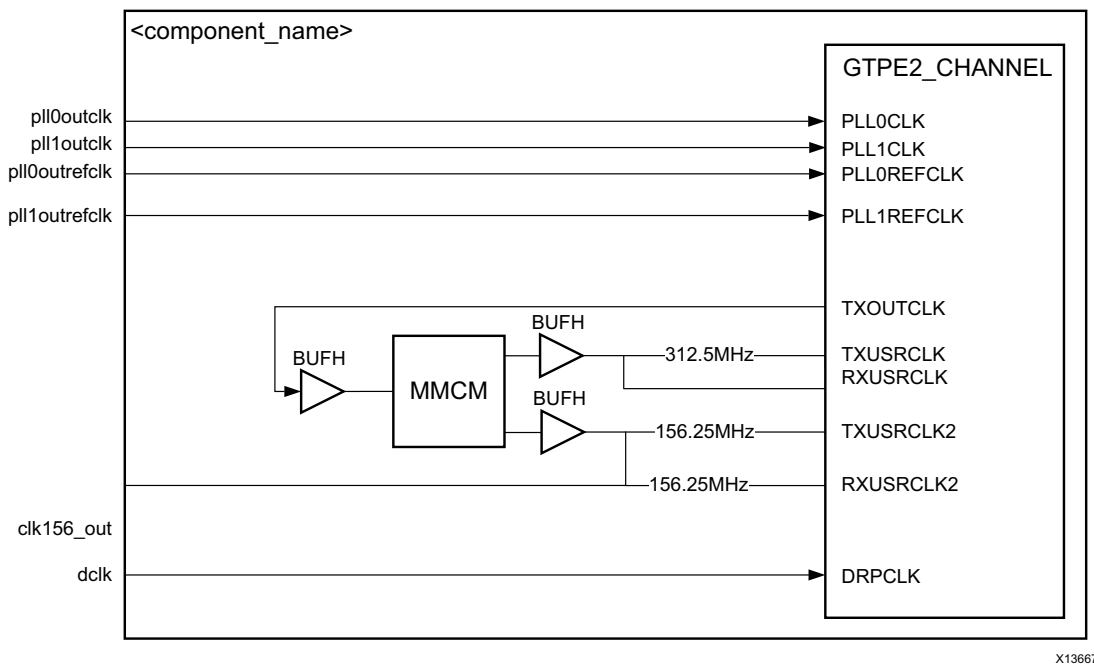 <component_name>
GTPE2_CHANNEL
pll0outclk
PLL0CLK
pll1outclk
PLL1CLK
pll0outrefclk
PLL0REFCLK
pll1outrefclk
PLL1REFCLK
TXOUTCLK
BUFH
BUFH
312.5MHz
TXUSRCLK
RXUSRCLK
MMCM
BUFH
156.25MHz
TXUSRCLK2
156.25MHz
RXUSRCLK2
clk156_out
dclk
DRPCLK
X13667